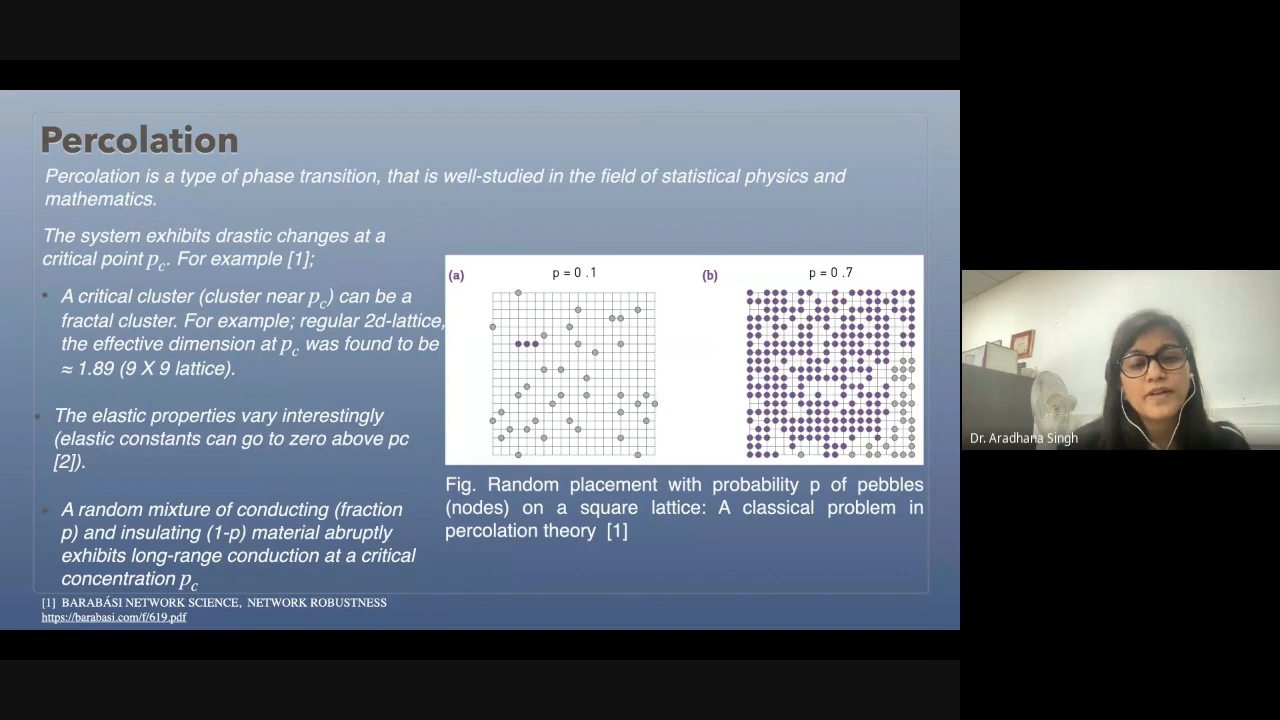 Percolation
Percolation is a type of phase transition, that is well-studied in the field of statistical physics and
mathematics.
The system exhibits drastic changes at a
critical point pc. For example [1];
• A critical cluster (cluster near pc) can be a
fractal cluster. For example; regular 2d-lattice,
the effective dimension at pc was found to be
≈ 1.89 (9 X 9 lattice).
• The elastic properties vary interestingly
(elastic constants can go to zero above pc
[2]).
• A random mixture of conducting (fraction
p) and insulating (1-p) material abruptly
exhibits long-range conduction at a critical
concentration pc
(a) p = 0 .1 (b) p = 0 .7
Fig. Random placement with probability p of pebbles
(nodes) on a square lattice: A classical problem in
percolation theory [1]
[1] BARABÁSI NETWORK SCIENCE, NETWORK ROBUSTNESS
https://barabasi.com/f/619.pdf
Dr. Aradhana Singh